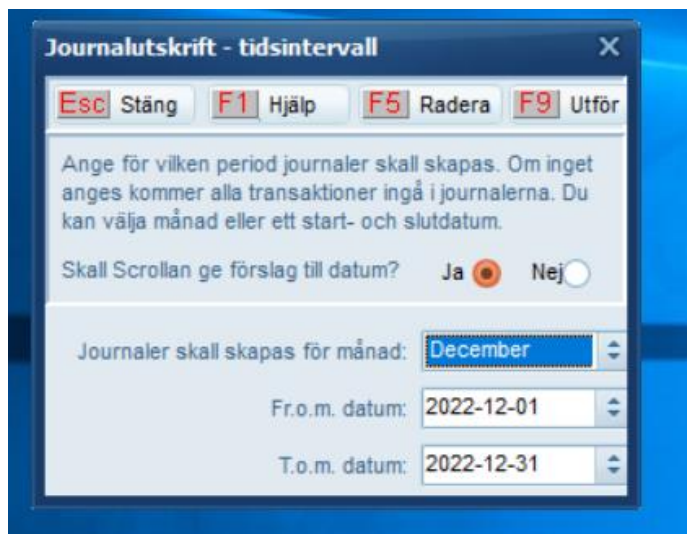 Journalutskrift - tidsintervall
Esc Stäng F1 Hjälp F5 Radera F9 Utför
Ange för vilken period journaler skall skapas. Om inget
anges kommer alla transaktioner ingå i journalerna. Du
kan välja månad eller ett start- och slutdatum.
Skall Scrollan ge förslag till datum? Ja Nej
Journaler skall skapas för månad: December
Fr.o.m. datum: 2022-12-01
T.o.m. datum: 2022-12-31